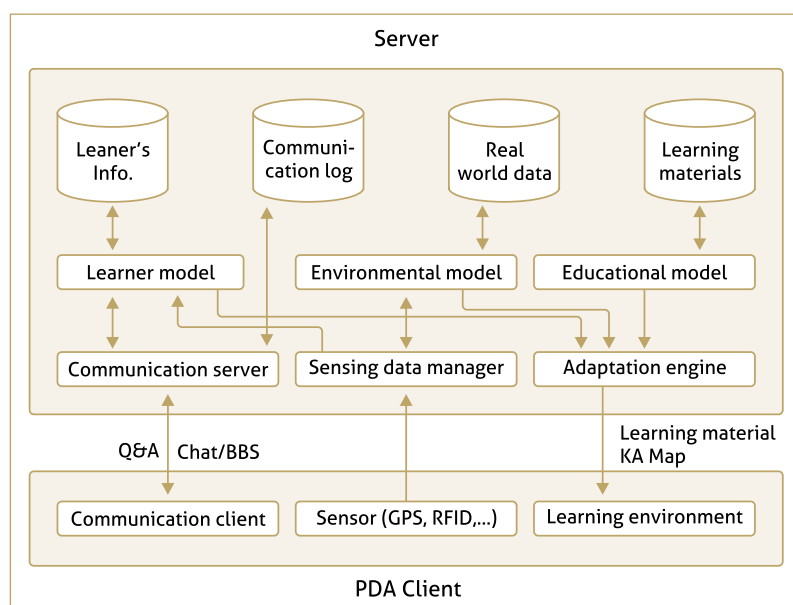 Server
Leaner's
Info.
Communi-
cation log
Real
world data
Learning
materials
Learner model
Environmental model
Educational model
Communication server
Sensing data manager
Adaptation engine
Q&A
Chat/BBS
Learning material
KA Map
Communication client
Sensor (GPS, RFID,...)
Learning environment
PDA Client